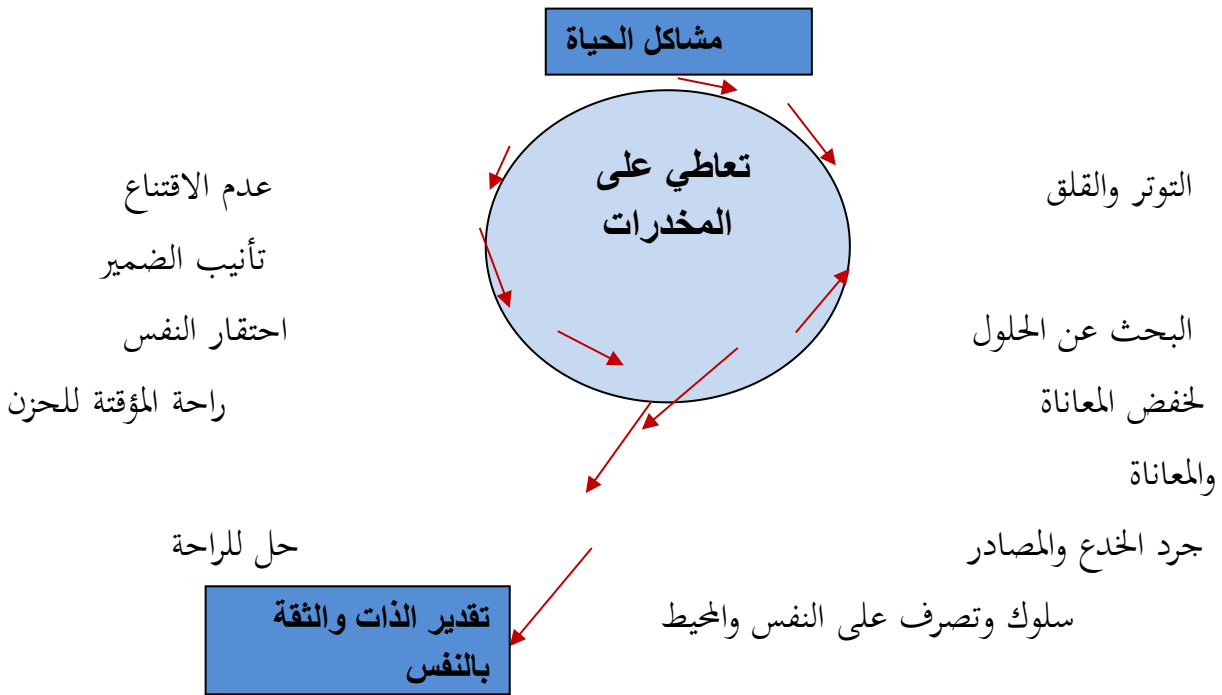 مشاكل الحياة
تعاطي على
المخدرات
التوتر والقلق
عدم الاقتناع
تأنيب الضمير
البحث عن الحلول
احتقار النفس
لخفض المعاناة
راحة المؤقتة للحزن
والمعاناة
جرد الخدع والمصادر
حل للراحة
سلوك وتصرف على النفس والمحيط
تقدير الذات والثقة
بالنفس